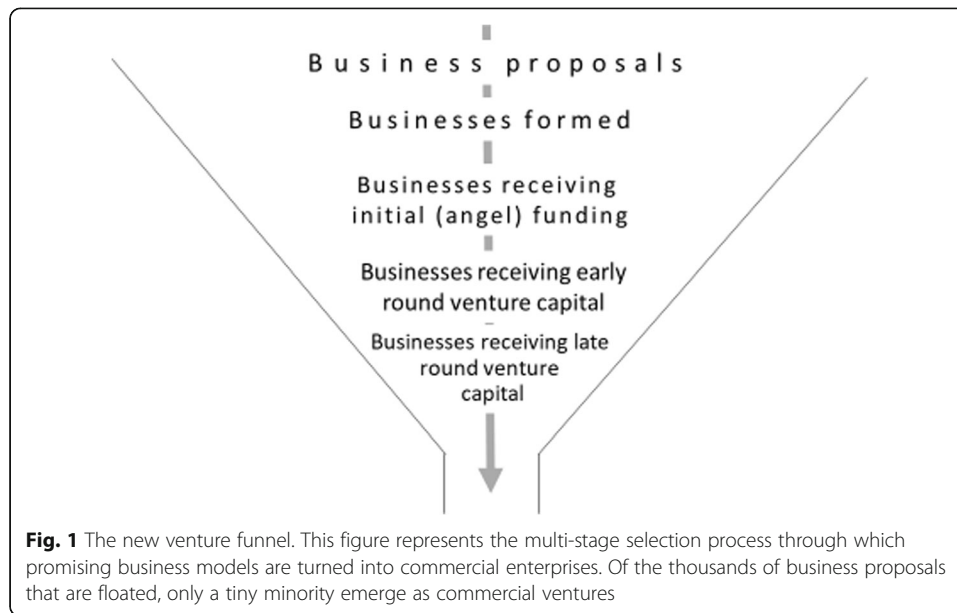 Business proposals
Businesses formed
Businesses receiving
initial (angel) funding
Businesses receiving early
round venture capital
Businesses receiving late
round venture
capital
Fig. 1 The new venture funnel. This figure represents the multi-stage selection process through which
promising business models are turned into commercial enterprises. Of the thousands of business proposals
that are floated, only a tiny minority emerge as commercial ventures